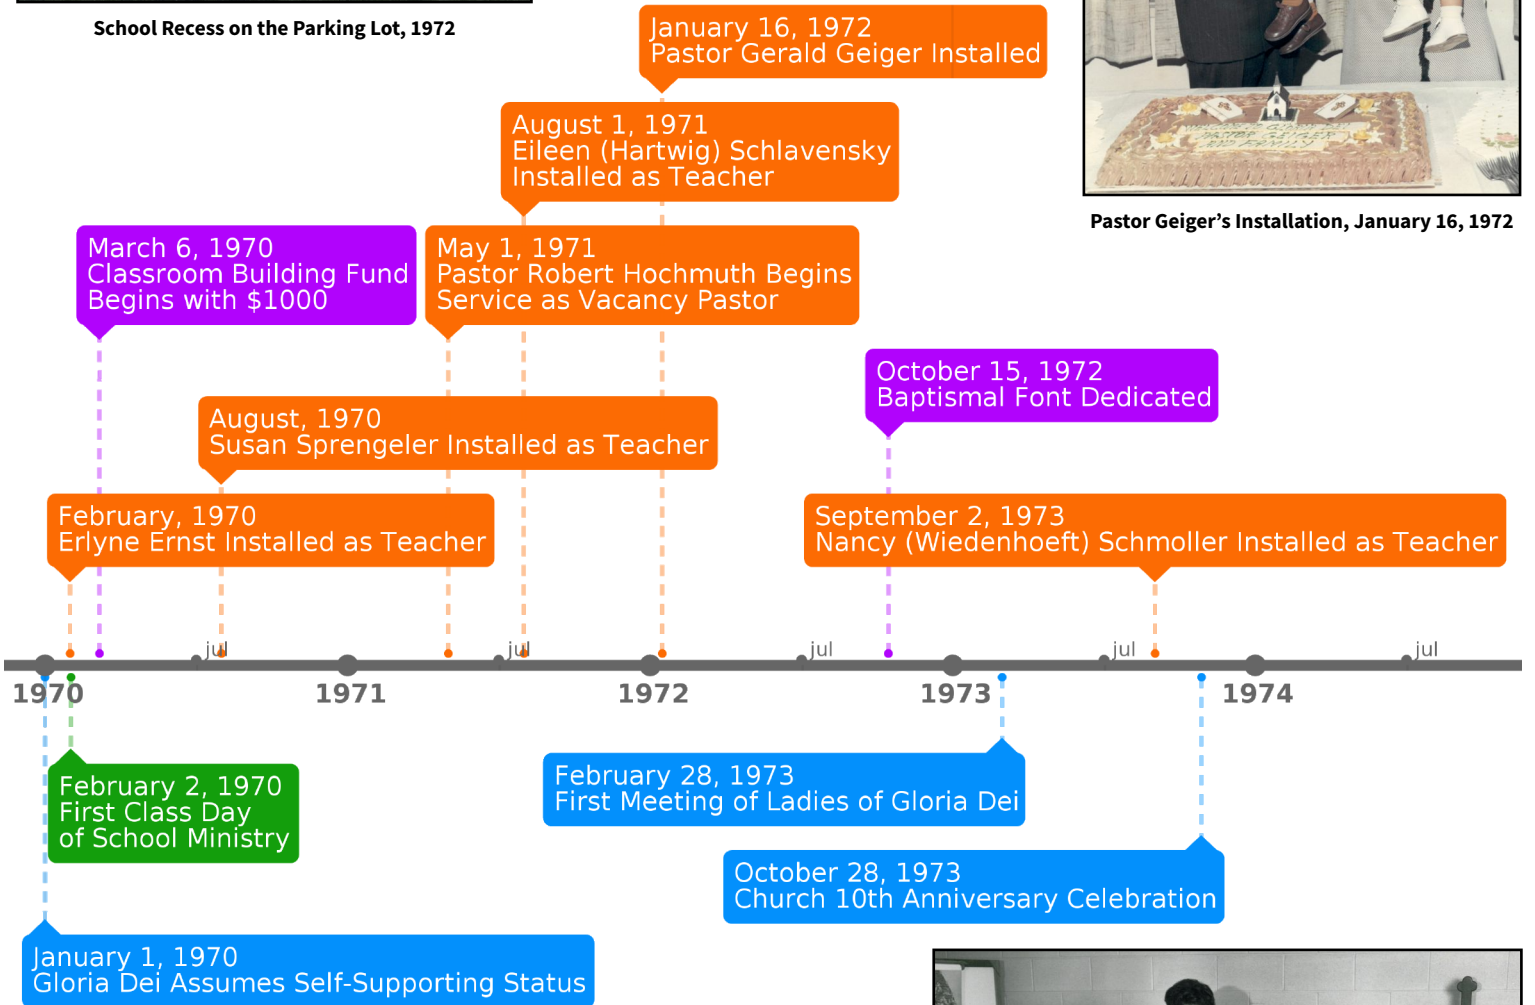 School Recess on the Parking Lot, 1972
January 16, 1972
Pastor Gerald Geiger Installed
August 1, 1971
Eileen (Hartwig) Schlavensky
Installed as Teacher
Pastor Geiger’s Installation, January 16, 1972
March 6, 1970
Classroom Building Fund
Begins with $1000
May 1, 1971
Pastor Robert Hochmuth Begins
Service as Vacancy Pastor
October 15, 1972
Baptismal Font Dedicated
August, 1970
Susan Sprengeler Installed as Teacher
February, 1970
Erlyne Ernst Installed as Teacher
September 2, 1973
Nancy (Wiedenhoeft) Schmoller Installed as Teacher
jul
jul
jul
jul
jul
1970
1971
1972
1973
1974
February 2, 1970
First Class Day
of School Ministry
February 28, 1973
First Meeting of Ladies of Gloria Dei
October 28, 1973
Church 10th Anniversary Celebration
January 1, 1970
Gloria Dei Assumes Self-Supporting Status
PASTOR GEIGER
AND FAMILY